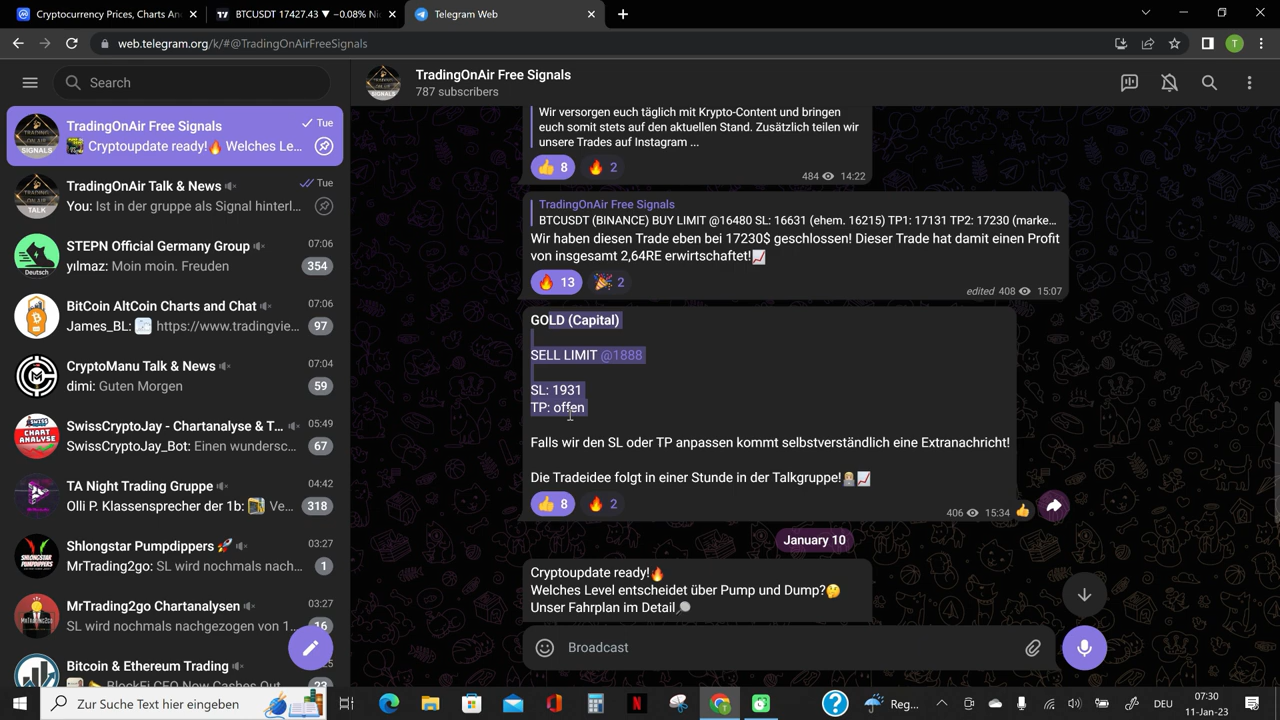 Cryptocurrency Prices, Charts An
BTCUSDT 17427.43 ▼ −0.08% Ni
Telegram Web
web.telegram.org/k/#@TradingOnAirFreeSignals
T
Search
TradingOnAir Free Signals
Tue
Cryptoupdate ready!🔥 Welches Le...
TradingOnAir Talk & News
Tue
You: Ist in der gruppe als Signal hinterl...
STEPN Official Germany Group
07:06
yılmaz: Moin moin. Freuden
354
BitCoin AltCoin Charts and Chat
07:06
James_BL: https://www.tradingvie...
97
CryptoManu Talk & News
07:04
dimi: Guten Morgen
59
SwissCryptoJay - Chartanalyse & T...
05:49
SwissCryptoJay_Bot: Einen wundersc...
67
TA Night Trading Gruppe
04:42
Olli P. Klassensprecher der 1b: Ve...
318
Shlongstar Pumpdippers 🚀
03:27
MrTrading2go: SL wird nochmals nach...
1
MrTrading2go Chartanalysen
03:27
SL wird nochmals nachgezogen von 1...
16
Bitcoin & Ethereum Trading
BlockFi CEO Now Cashes Out
TradingOnAir Free Signals
787 subscribers
Wir versorgen euch täglich mit Krypto-Content und bringen
euch somit stets auf den aktuellen Stand. Zusätzlich teilen wir
unsere Trades auf Instagram ...
👍 8 🔥 2
484 14:22
TradingOnAir Free Signals
BTCUSDT (BINANCE) BUY LIMIT @16480 SL: 16631 (ehem. 16215) TP1: 17131 TP2: 17230 (marke...
Wir haben diesen Trade eben bei 17230$ geschlossen! Dieser Trade hat damit einen Profit
von insgesamt 2,64RE erwirtschaftet!📈
🔥 13 🎉 2
edited 408 15:07
GOLD (Capital)
SELL LIMIT @1888
SL: 1931
TP: offen
Falls wir den SL oder TP anpassen kommt selbstverständlich eine Extranachricht!
Die Tradeidee folgt in einer Stunde in der Talkgruppe!📈
👍 8 🔥 2
406 15:34 👍
January 10
Cryptoupdate ready!🔥
Welches Level entscheidet über Pump und Dump?🤔
Unser Fahrplan im Detail
Broadcast
Zur Suche Text hier eingeben
Reg...
DEU
07:30
11-Jan-23